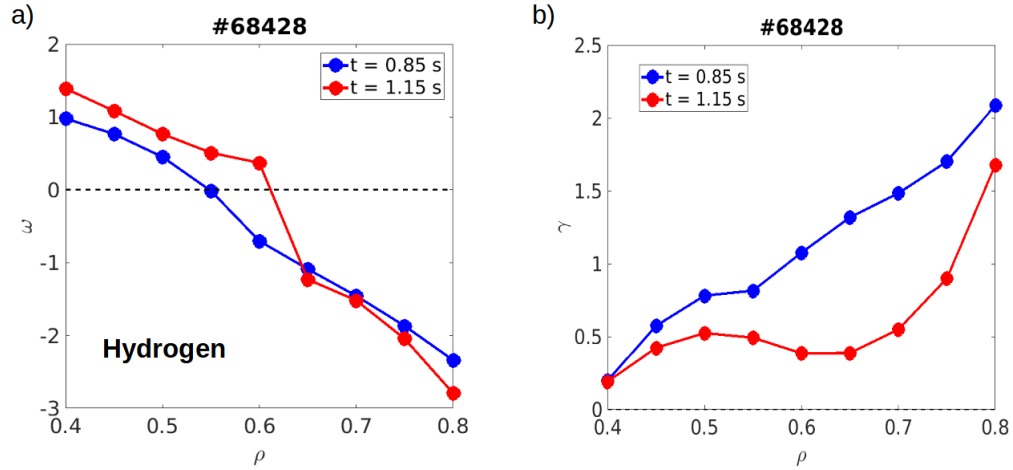 a)
#68428
t = 0.85 s
t = 1.15 s
2
1
0
-1
-2
-3
ω
Hydrogen
0.4 0.5 0.6 0.7 0.8
ρ
b)
#68428
t = 0.85 s
t = 1.15 s
2.5
2
1.5
1
0.5
0
γ
0.4 0.5 0.6 0.7 0.8
ρ